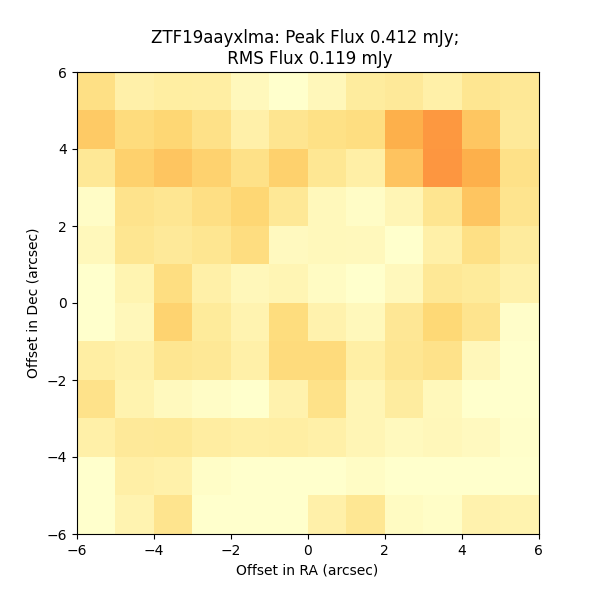 ZTF19aayxlma: Peak Flux 0.412 mJy;
RMS Flux 0.119 mJy
6
4
2
0
−2
−4
−6
Offset in Dec (arcsec)
−6 −4 −2 0 2 4 6
Offset in RA (arcsec)